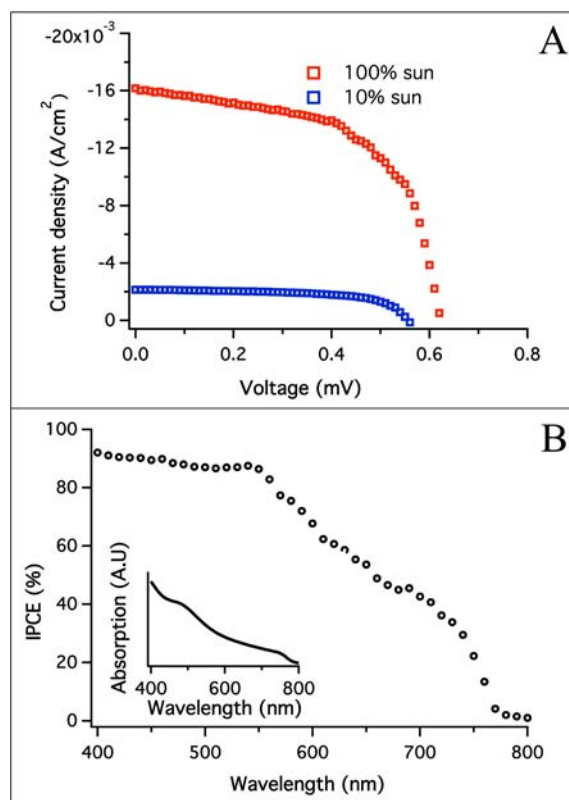 A
-20x10⁻³
-16
-12
-8
-4
0
Current density (A/cm²)
100% sun
10% sun
0.0 0.2 0.4 0.6 0.8
Voltage (mV)
B
100
80
60
40
20
0
IPCE (%)
Absorption (A.U)
400 600 800
Wavelength (nm)
400 500 600 700 800
Wavelength (nm)